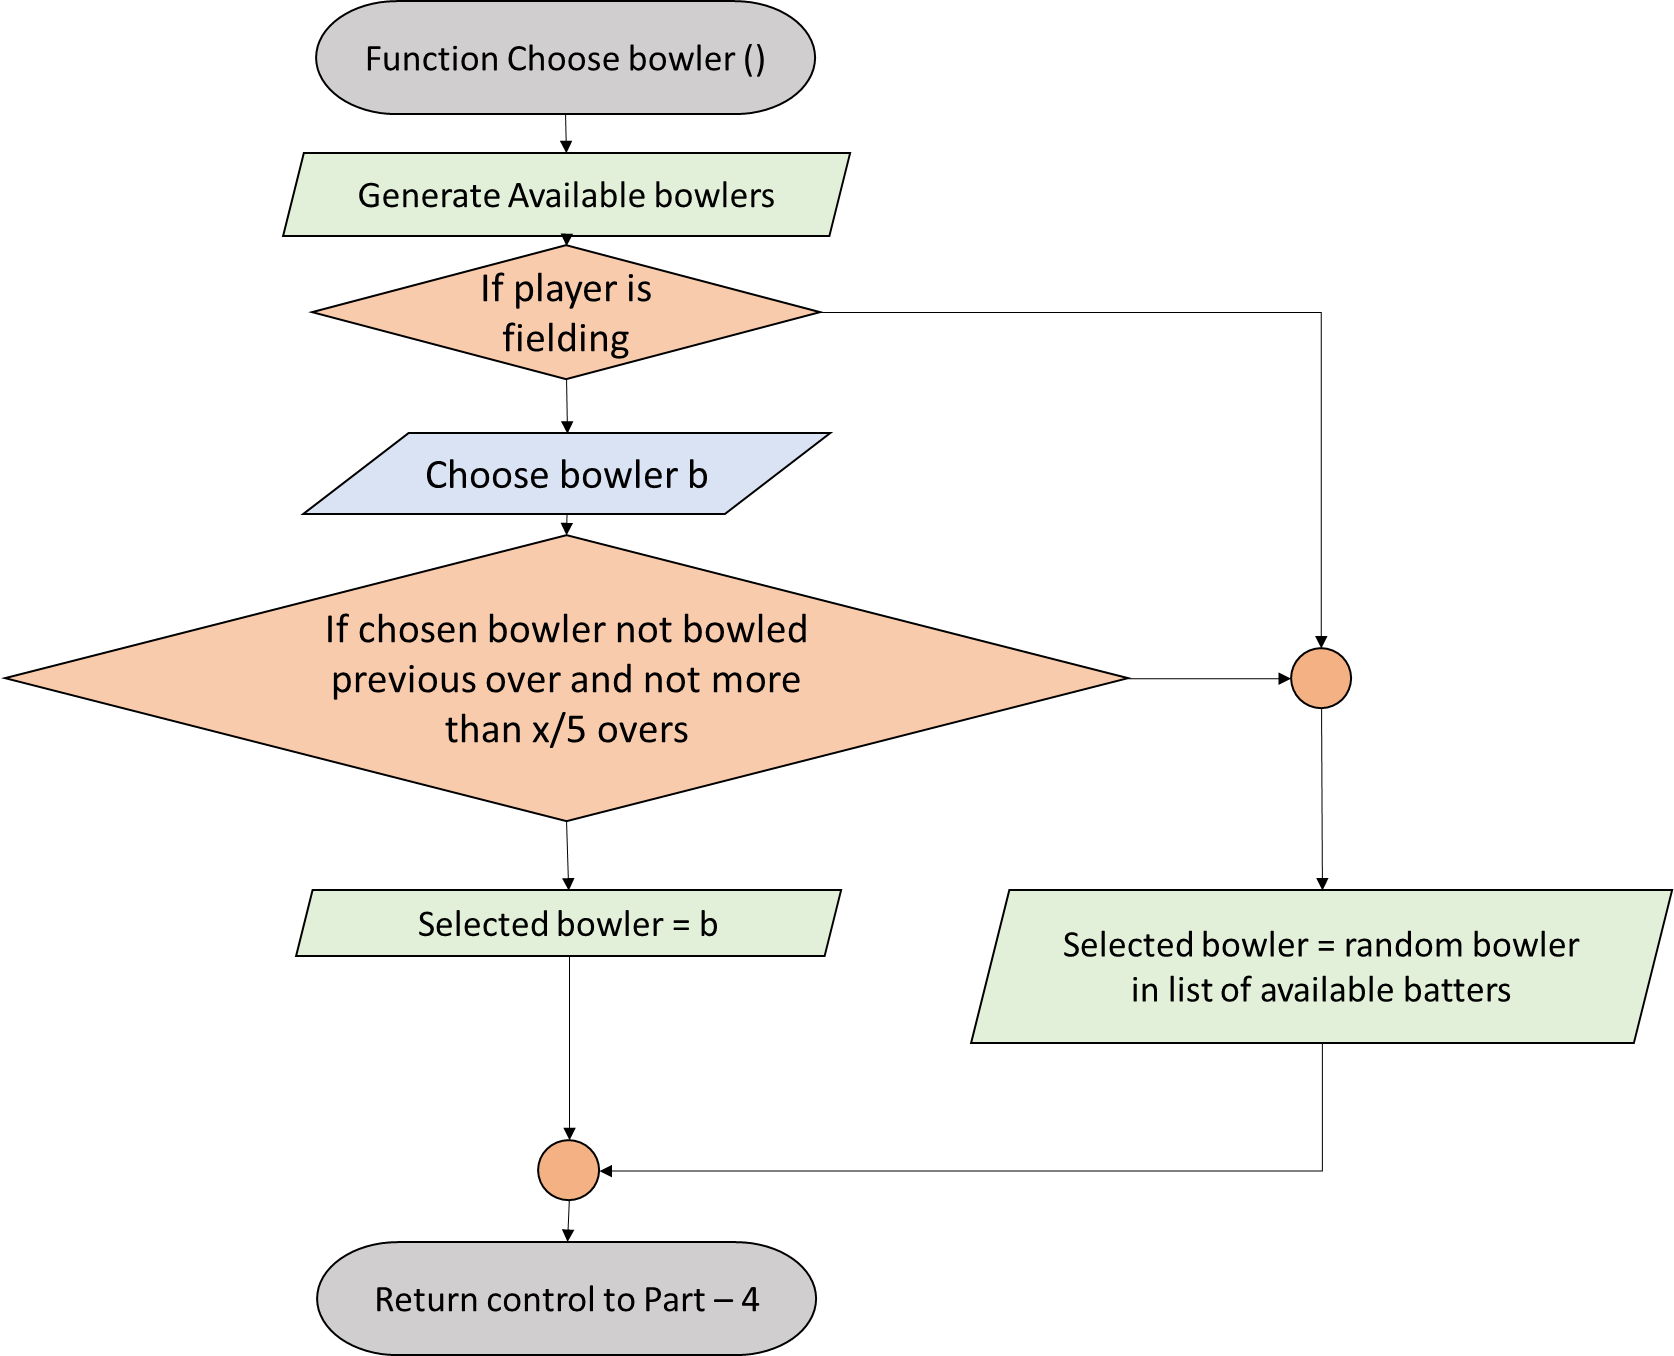 Function Choose bowler ()
Generate Available bowlers
If player is
fielding
Choose bowler b
If chosen bowler not bowled
previous over and not more
than x/5 overs
Selected bowler = b
Selected bowler = random bowler
in list of available batters
Return control to Part – 4